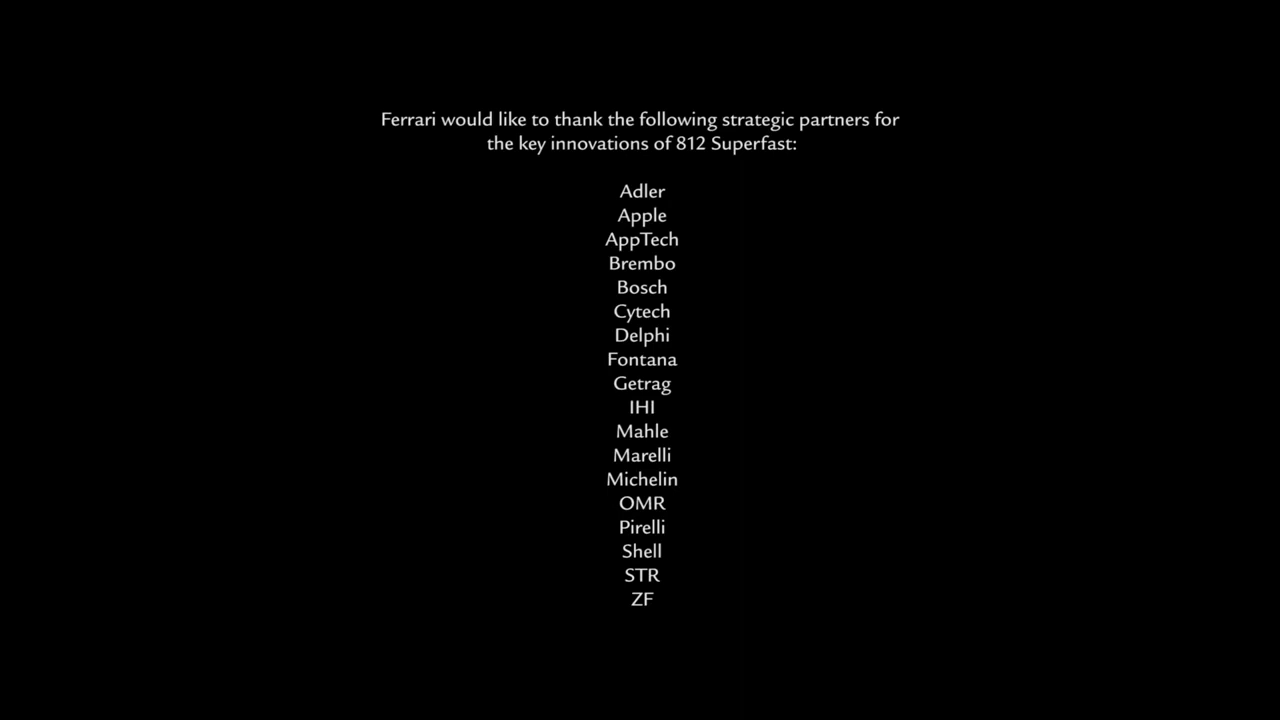 Ferrari would like to thank the following strategic partners for
the key innovations of 812 Superfast:
Adler
Apple
AppTech
Brembo
Bosch
Cytech
Delphi
Fontana
Getrag
IHI
Mahle
Marelli
Michelin
OMR
Pirelli
Shell
STR
ZF